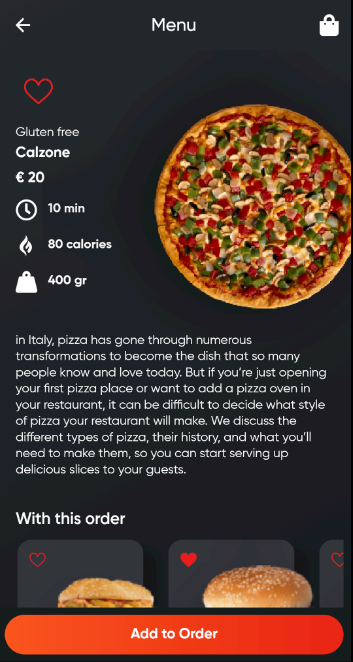 Menu
Gluten free
Calzone
€ 20
10 min
80 calories
400 gr
in Italy, pizza has gone through numerous
transformations to become the dish that so many
people know and love today. But if you're just opening
your first pizza place or want to add a pizza oven in
your restaurant, it can be difficult to decide what style
of pizza your restaurant will make. We discuss the
different types of pizza, their history, and what you'll
need to make them, so you can start serving up
delicious slices to your guests.
With this order
Add to Order